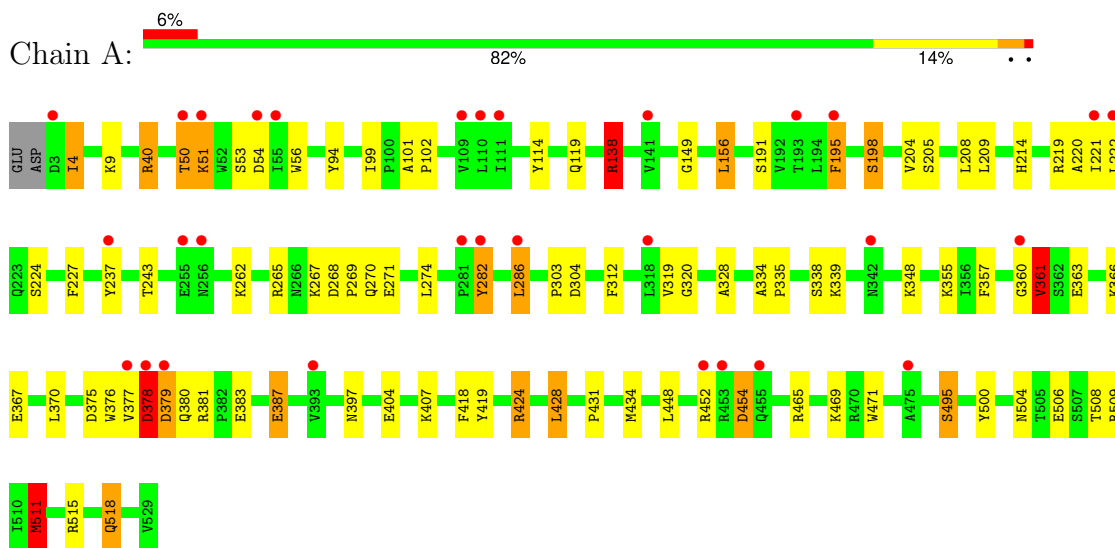 6%
Chain A:
82% 14% • •
GLU ASP D3 I4 K9 R40 T50 K51 W52 S53 D54 I55 W56 Y94 I99 P100 A101 P102 V109 L110 I111 Y114 Q119 R138 V141 G149 L156 S191 V192 T193 L194 F195 S198 V204 S205 L208 L209 H214 R219 A220 I221
Q223 S224 F227 Y237 T243 E255 N256 K262 R265 N266 K267 D268 P269 Q270 E271 L274 P281 Y282 L286 P303 D304 F312 L318 V319 G320 A328 A334 P335 S338 K339 N342 K348 K355 I356 F357 G360 V361 S362 E363 K366
E367 L370 D375 W376 V377 D378 D379 Q380 R381 P382 E383 E387 V393 N397 E404 K407 F418 Y419 R424 L428 P431 M434 L448 R452 R453 D454 Q455 R465 K469 R470 W471 A475 S495 Y500 N504 T505 E506 S507 T508
I510 M511 R515 Q518 V529